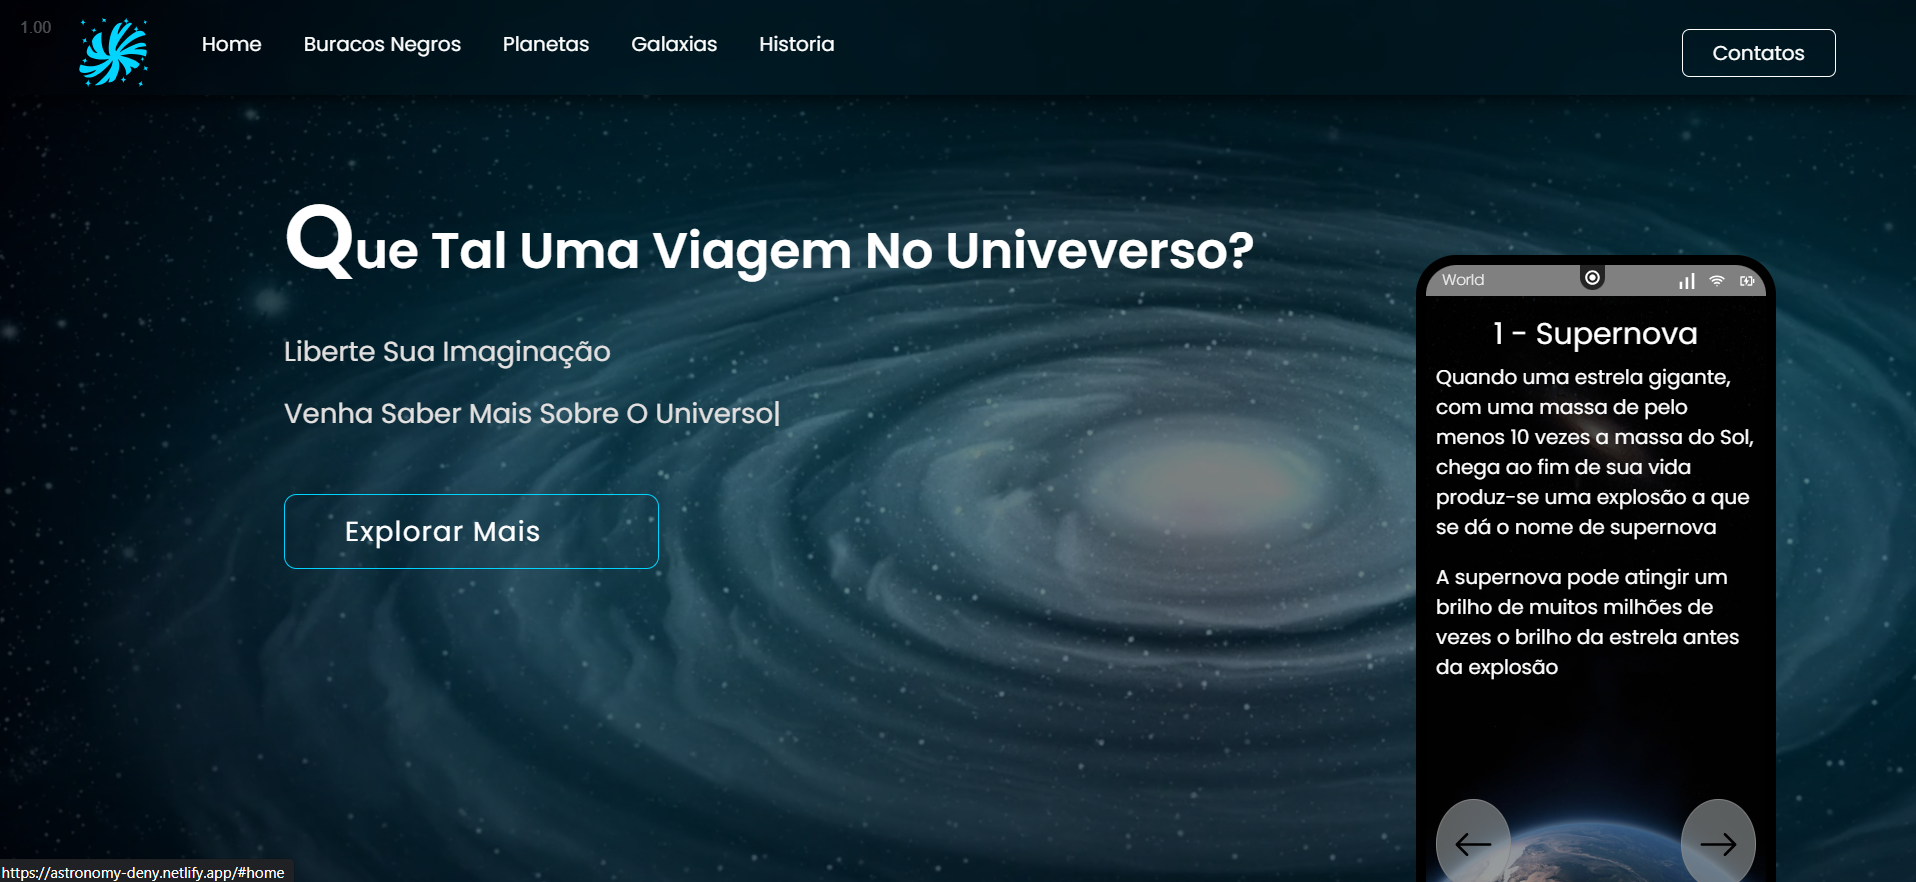 1.00
Home Buracos Negros Planetas Galaxias Historia
Contatos
Que Tal Uma Viagem No Univeverso?
Liberte Sua Imaginação
Venha Saber Mais Sobre O Universo|
Explorar Mais
World
1 - Supernova
Quando uma estrela gigante,
com uma massa de pelo
menos 10 vezes a massa do Sol,
chega ao fim de sua vida
produz-se uma explosão a que
se dá o nome de supernova
A supernova pode atingir um
brilho de muitos milhões de
vezes o brilho da estrela antes
da explosão
https://astronomy-deny.netlify.app/#home